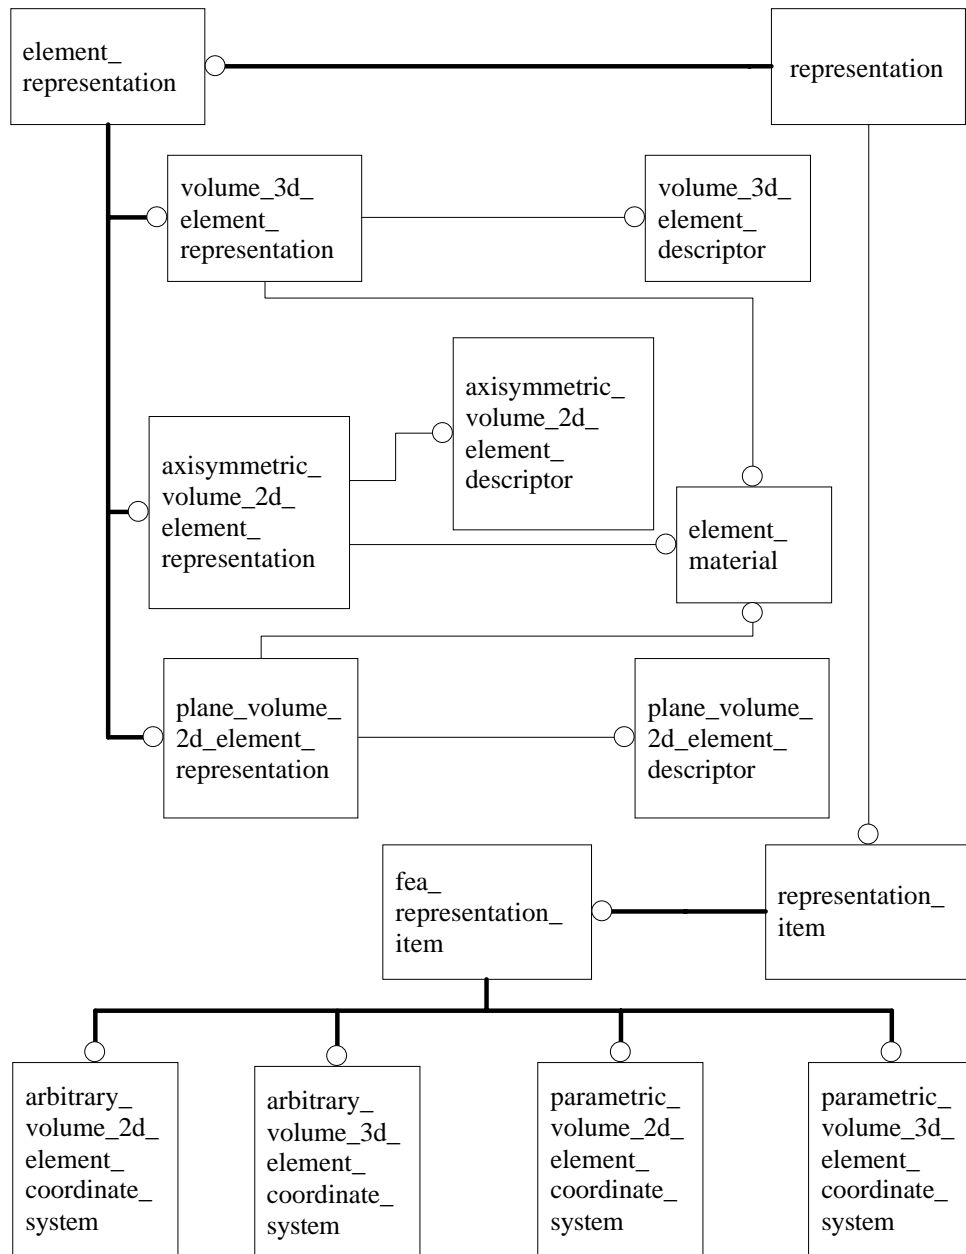 element_
representation
representation
volume_3d_
element_
representation
volume_3d_
element_
descriptor
axisymmetric_
volume_2d_
element_
descriptor
axisymmetric_
volume_2d_
element_
representation
element_
material
plane_volume_
2d_element_
representation
plane_volume_
2d_element_
descriptor
fea_
representation_
item
representation_
item
arbitrary_
volume_2d_
element_
coordinate_
system
arbitrary_
volume_3d_
element_
coordinate_
system
parametric_
volume_2d_
element_
coordinate_
system
parametric_
volume_3d_
element_
coordinate_
system